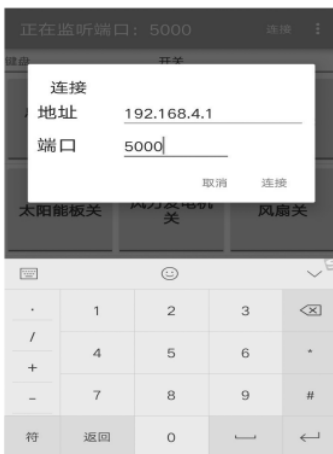 正在监听端口: 5000 连接
键盘 开关
连接
地址 192.168.4.1
端口 5000
取消 连接
太阳能板关 风力发电机关 风扇关
. 1 2 3
/
+ 4 5 6 *
- 7 8 9 #
符 返回 0